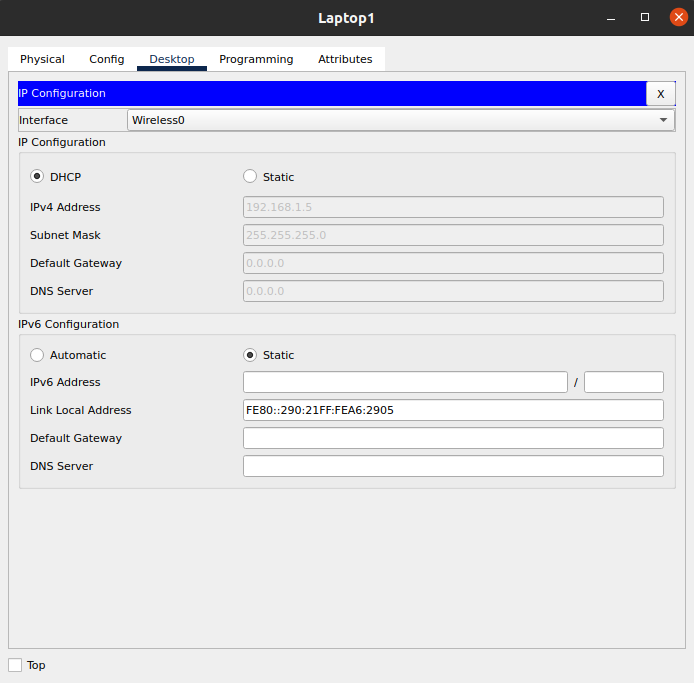 Laptop1
Physical Config Desktop Programming Attributes
IP Configuration X
Interface Wireless0
IP Configuration
DHCP Static
IPv4 Address 192.168.1.5
Subnet Mask 255.255.255.0
Default Gateway 0.0.0.0
DNS Server 0.0.0.0
IPv6 Configuration
Automatic Static
IPv6 Address /
Link Local Address FE80::290:21FF:FEA6:2905
Default Gateway
DNS Server
Top